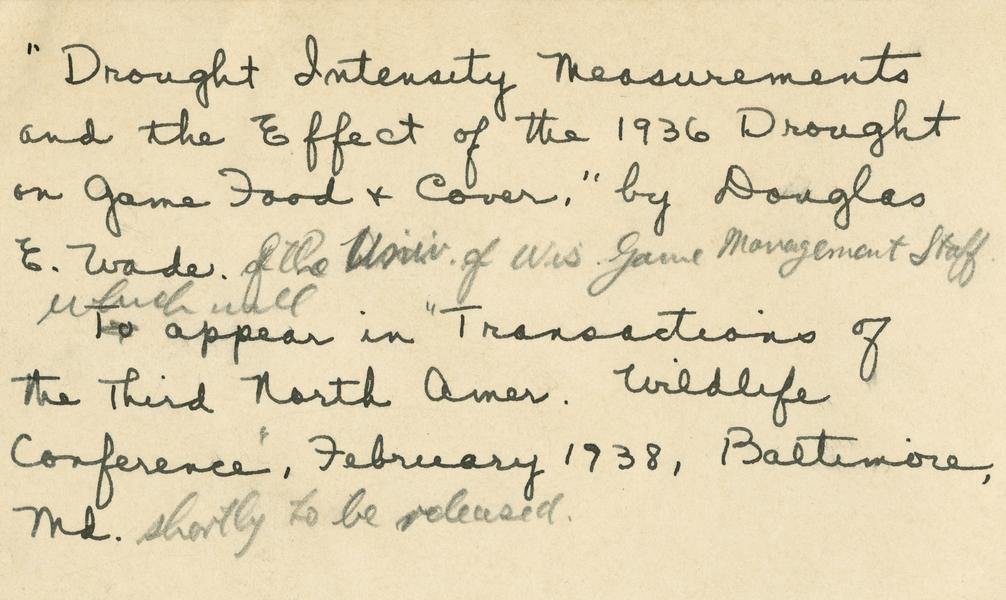 " Drought Intensity Measurements
and the Effect of the 1936 Drought
on Game Food & Cover," by Douglas
E. Wade. of the Univ. of Wis. Game Management Staff.
which will
To appear in "Transactions of
the Third North Amer. Wildlife
Conference", February 1938, Baltimore,
Md. shortly to be released.